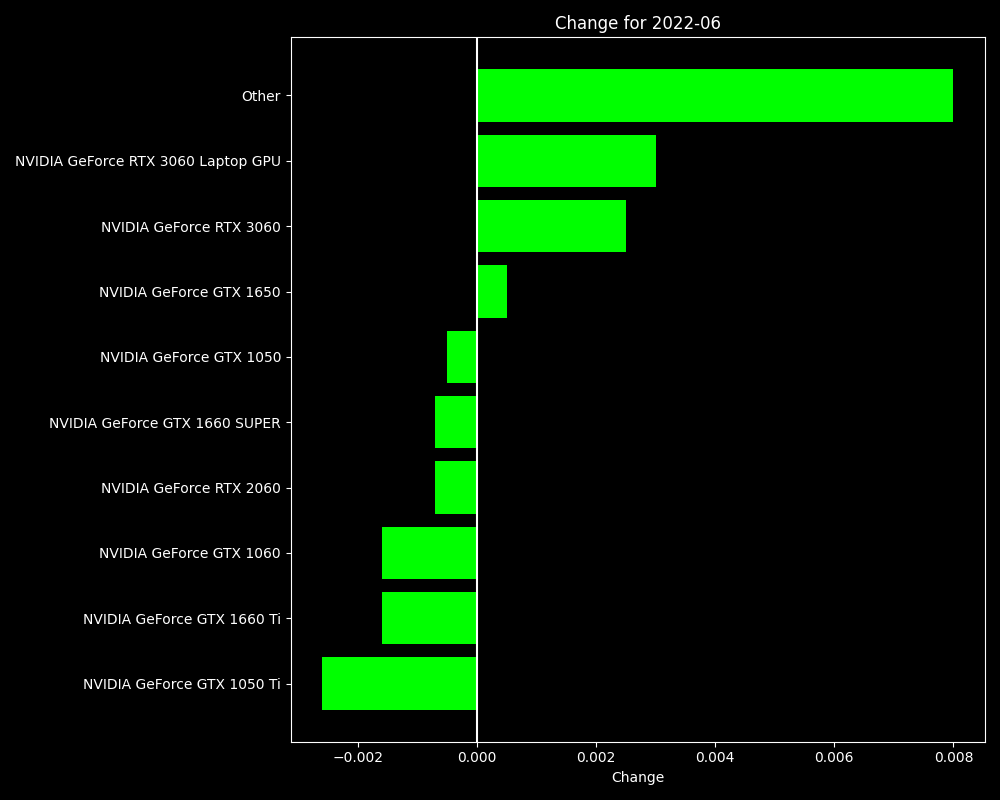 Change for 2022-06
Other
NVIDIA GeForce RTX 3060 Laptop GPU
NVIDIA GeForce RTX 3060
NVIDIA GeForce GTX 1650
NVIDIA GeForce GTX 1050
NVIDIA GeForce GTX 1660 SUPER
NVIDIA GeForce RTX 2060
NVIDIA GeForce GTX 1060
NVIDIA GeForce GTX 1660 Ti
NVIDIA GeForce GTX 1050 Ti
−0.002 0.000 0.002 0.004 0.006 0.008
Change